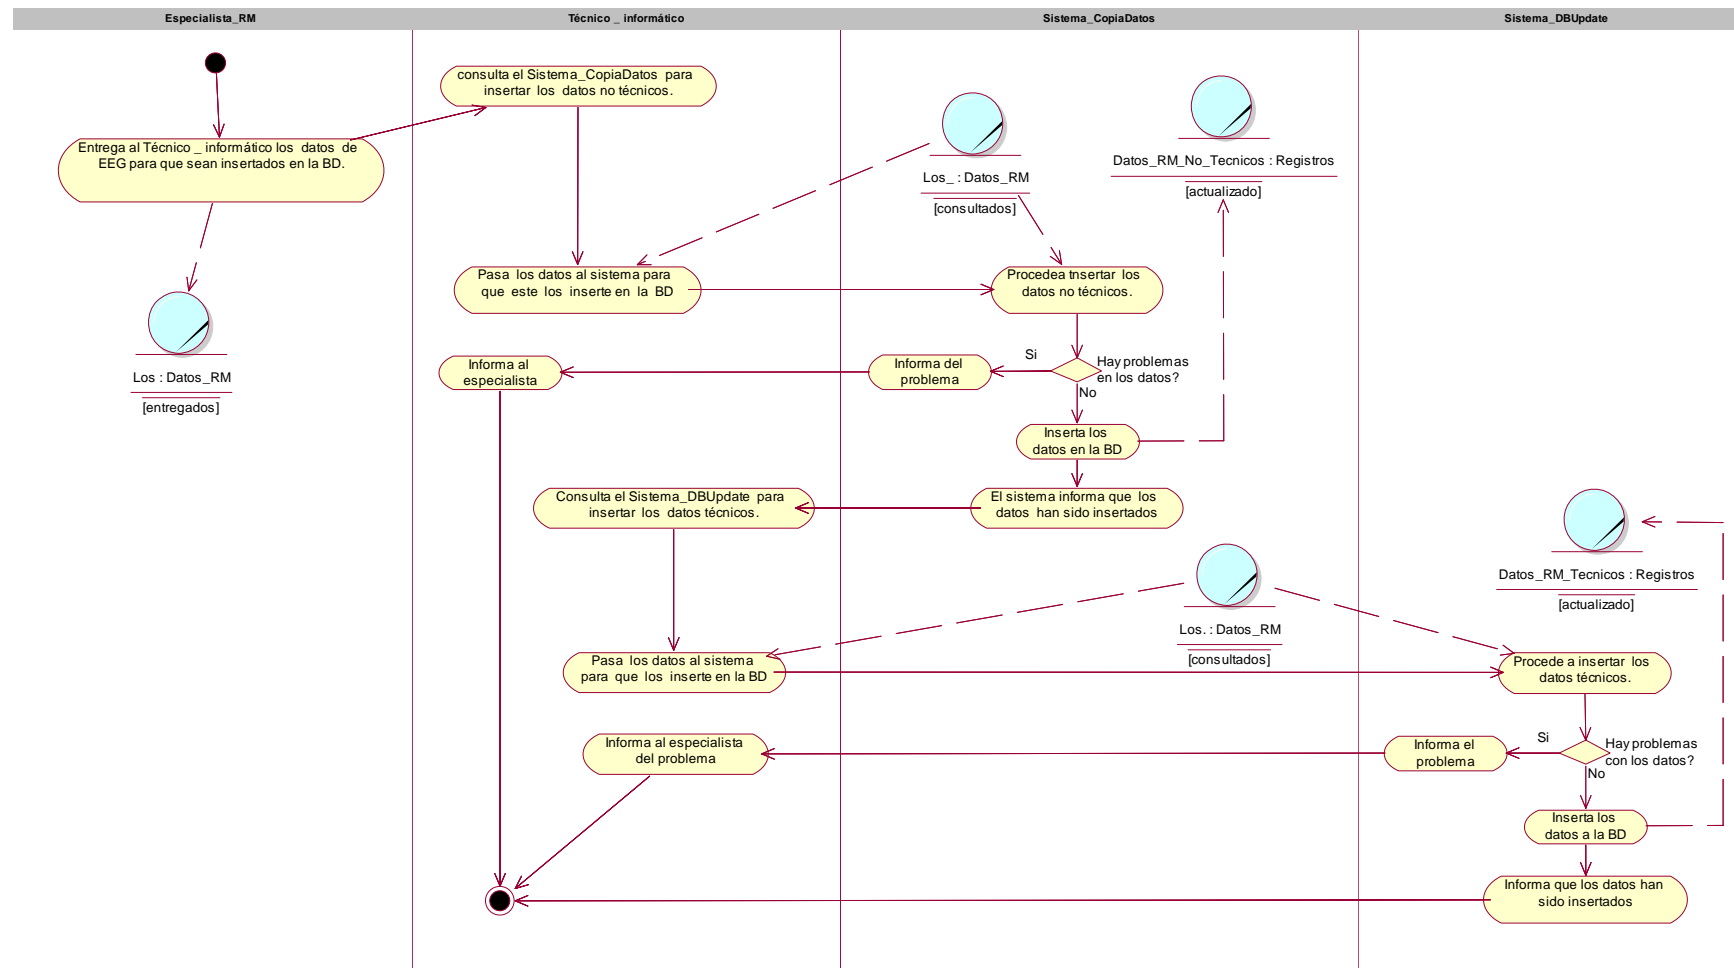 Especialista_RM
Técnico _ informático
Sistema_CopiaDatos
Sistema_DBUpdate
consulta el Sistema_CopiaDatos para
insertar los datos no técnicos.
Entrega al Técnico _ informático los datos de
EEG para que sean insertados en la BD.
Los_ : Datos_RM
[consultados]
Datos_RM_No_Tecnicos : Registros
[actualizado]
Pasa los datos al sistema para
que este los inserte en la BD
Procedea tnsertar los
datos no técnicos.
Los : Datos_RM
[entregados]
Informa al
especialista
Informa del
problema
Si
Hay problemas
en los datos?
No
Inserta los
datos en la BD
Consulta el Sistema_DBUpdate para
insertar los datos técnicos.
El sistema informa que los
datos han sido insertados
Datos_RM_Tecnicos : Registros
[actualizado]
Los. : Datos_RM
[consultados]
Pasa los datos al sistema
para que los inserte en la BD
Procede a insertar los
datos técnicos.
Informa al especialista
del problema
Informa el
problema
Si
Hay problemas
con los datos?
No
Inserta los
datos a la BD
Informa que los datos han
sido insertados